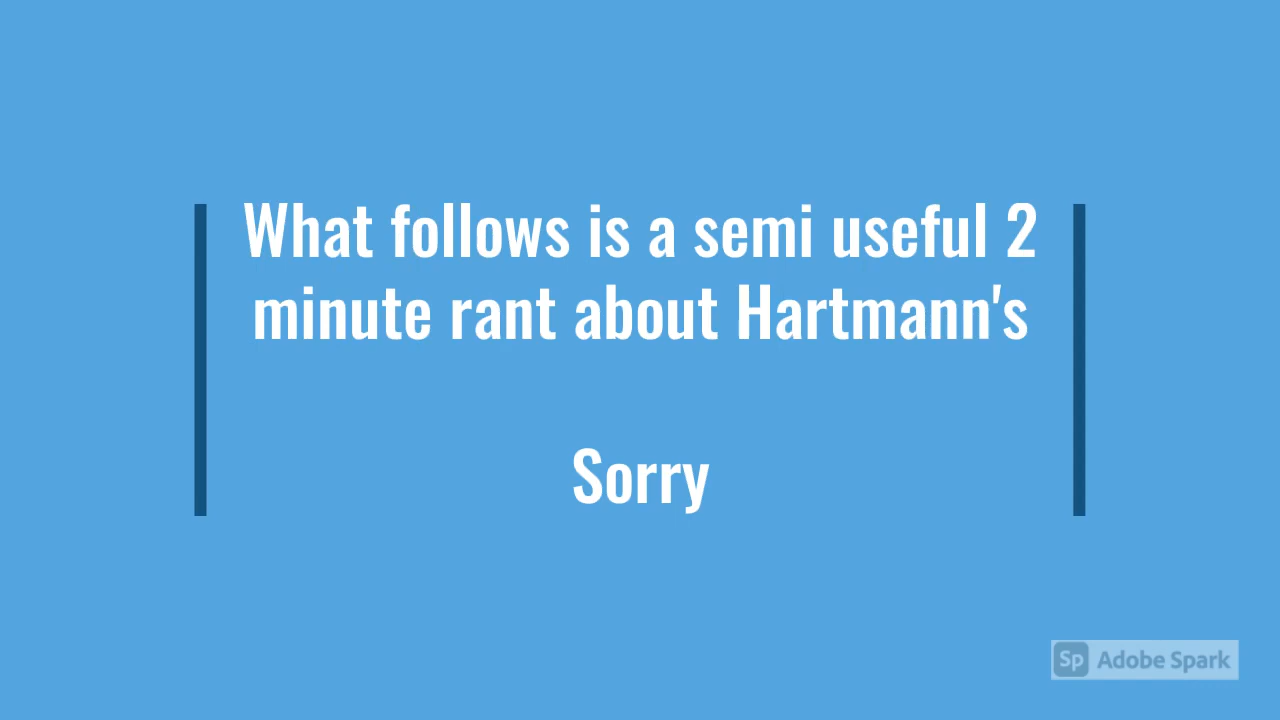 What follows is a semi useful 2
minute rant about Hartmann's
Sorry
Sp Adobe Spark